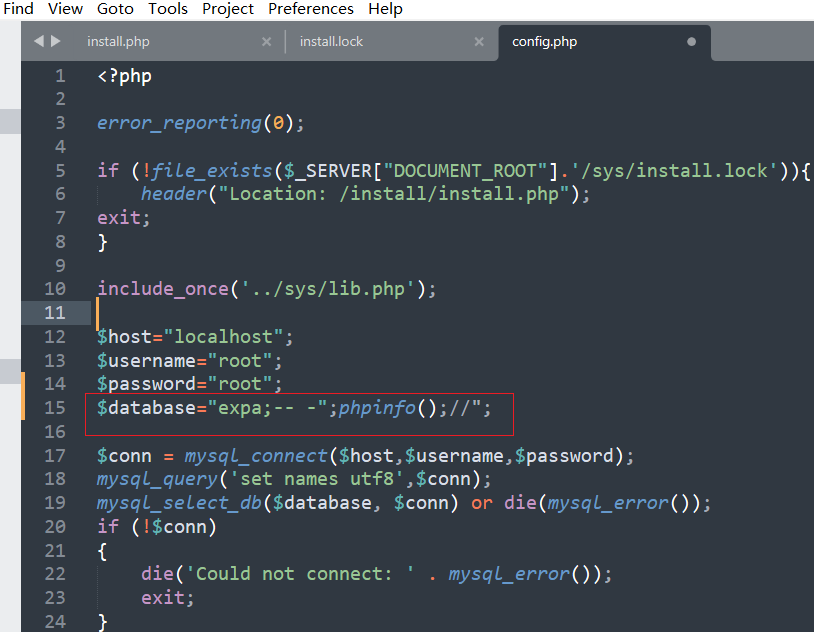 Find View Goto Tools Project Preferences Help
install.php install.lock config.php
1 <?php
2
3 error_reporting(0);
4
5 if (!file_exists($_SERVER["DOCUMENT_ROOT"].'/sys/install.lock')){
6 header("Location: /install/install.php");
7 exit;
8 }
9
10 include_once('../sys/lib.php');
11
12 $host="localhost";
13 $username="root";
14 $password="root";
15 $database="expa;-- -";phpinfo();//";
16
17 $conn = mysql_connect($host,$username,$password);
18 mysql_query('set names utf8',$conn);
19 mysql_select_db($database, $conn) or die(mysql_error());
20 if (!$conn)
21 {
22 die('Could not connect: ' . mysql_error());
23 exit;
24 }